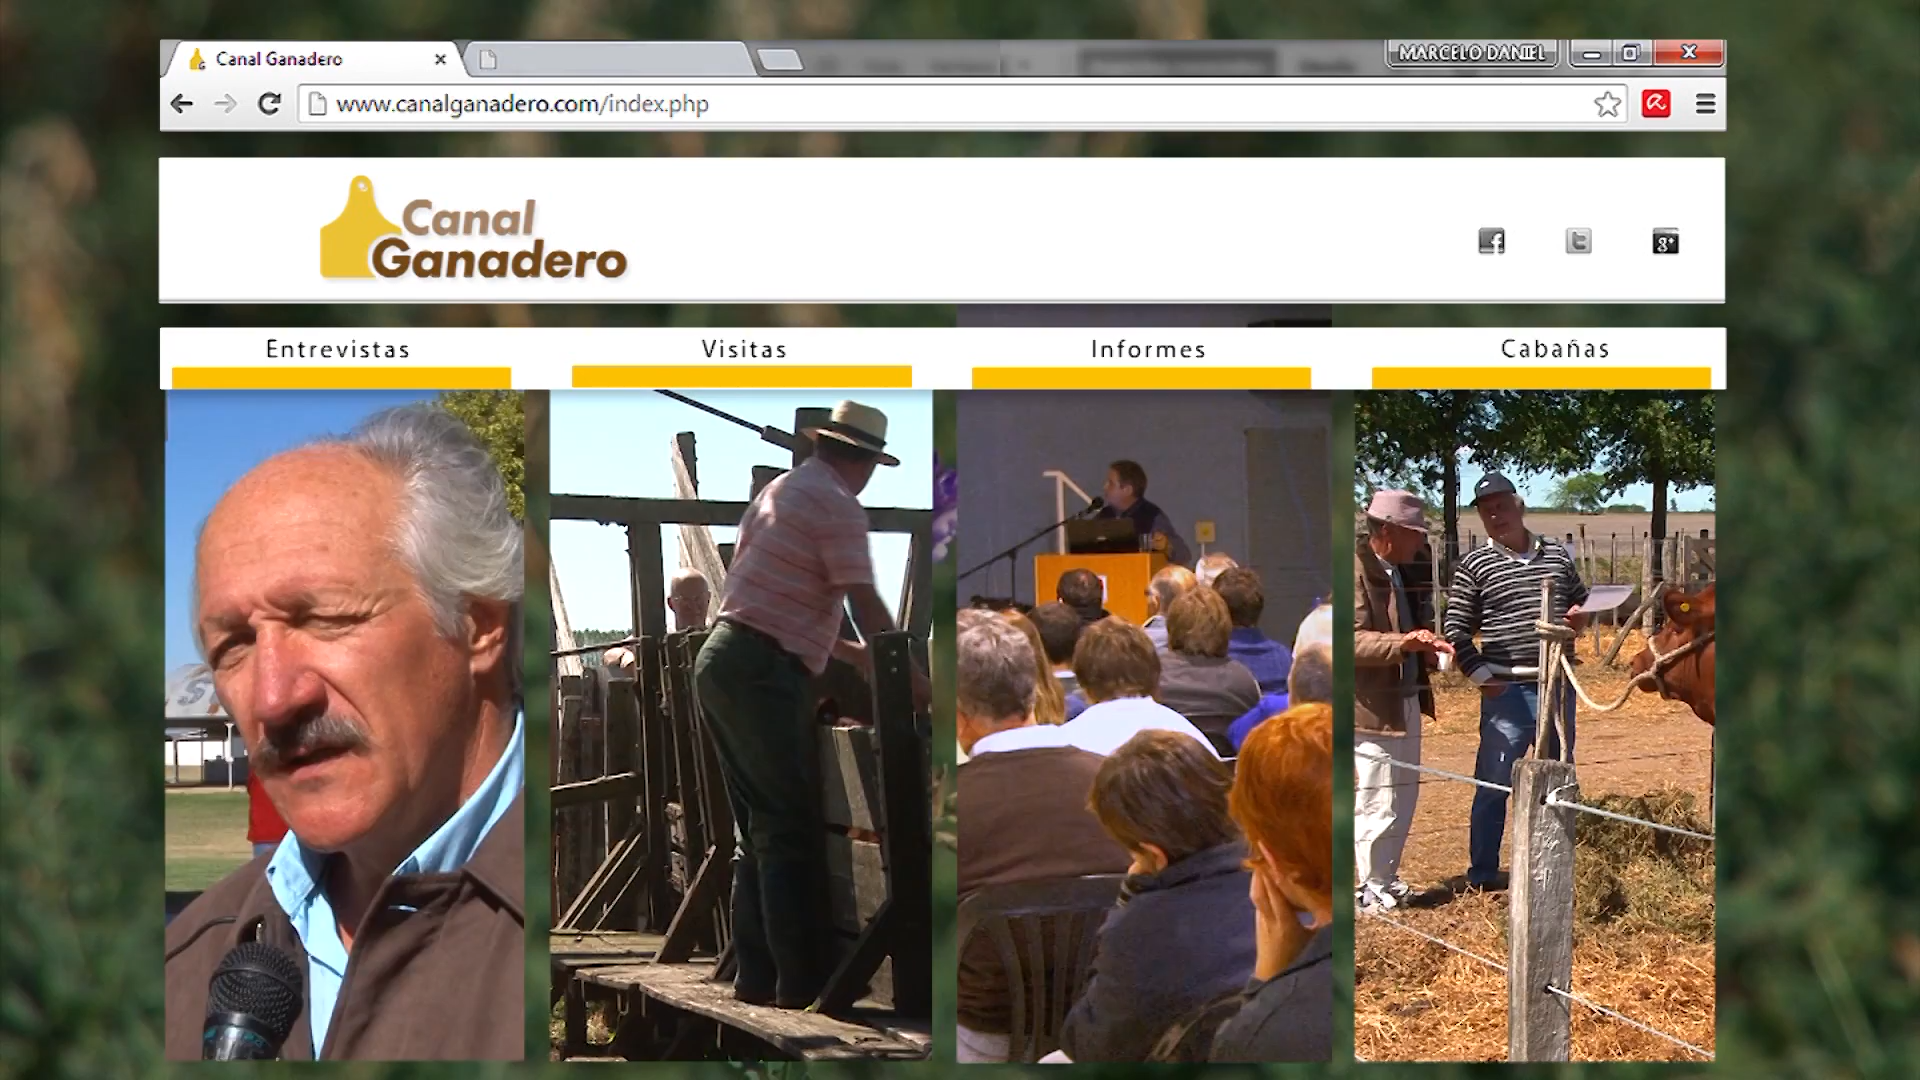 Canal Ganadero
MARCELO DANIEL
www.canalganadero.com/index.php
Canal
Ganadero
Entrevistas
Visitas
Informes
Cabañas